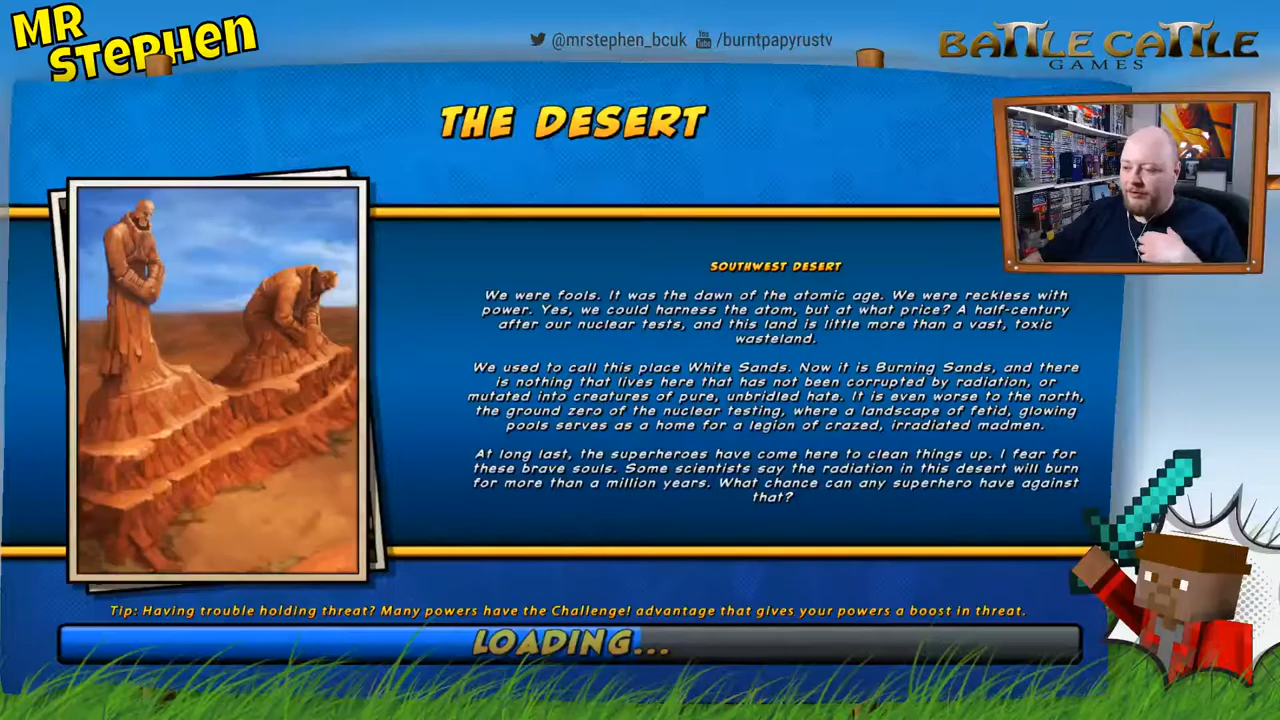 MR
STEPHEN
@mrstephen_bcuk /burntpapyrustv
BATTLE CATTLE
GAMES
THE DESERT
SOUTHWEST DESERT
We were fools. It was the dawn of the atomic age. We were reckless with
power. Yes, we could harness the atom, but at what price? A half-century
after our nuclear tests, and this land is little more than a vast, toxic
wasteland.
We used to call this place White Sands. Now it is Burning Sands, and there
is nothing that lives here that has not been corrupted by radiation, or
mutated into creatures of pure, unbridled hate. It is even worse to the north,
the ground zero of the nuclear testing, where a landscape of fetid, glowing
pools serves as a home for a legion of crazed, irradiated madmen.
At long last, the superheroes have come here to clean things up. I fear for
these brave souls. Some scientists say the radiation in this desert will burn
for more than a million years. What chance can any superhero have against
that?
Tip: Having trouble holding threat? Many powers have the Challenge! advantage that gives your powers a boost in threat.
LOADING...